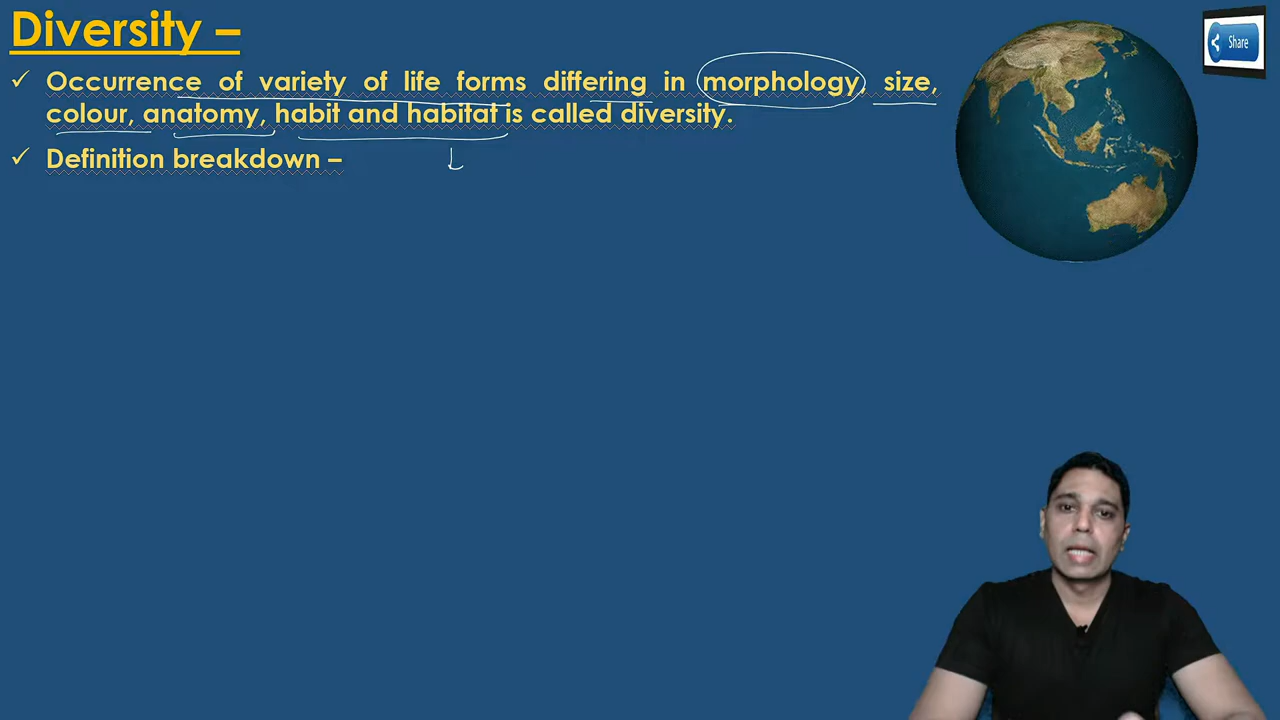 Diversity –
✓ Occurrence of variety of life forms differing in morphology, size,
colour, anatomy, habit and habitat is called diversity.
✓ Definition breakdown –
Share